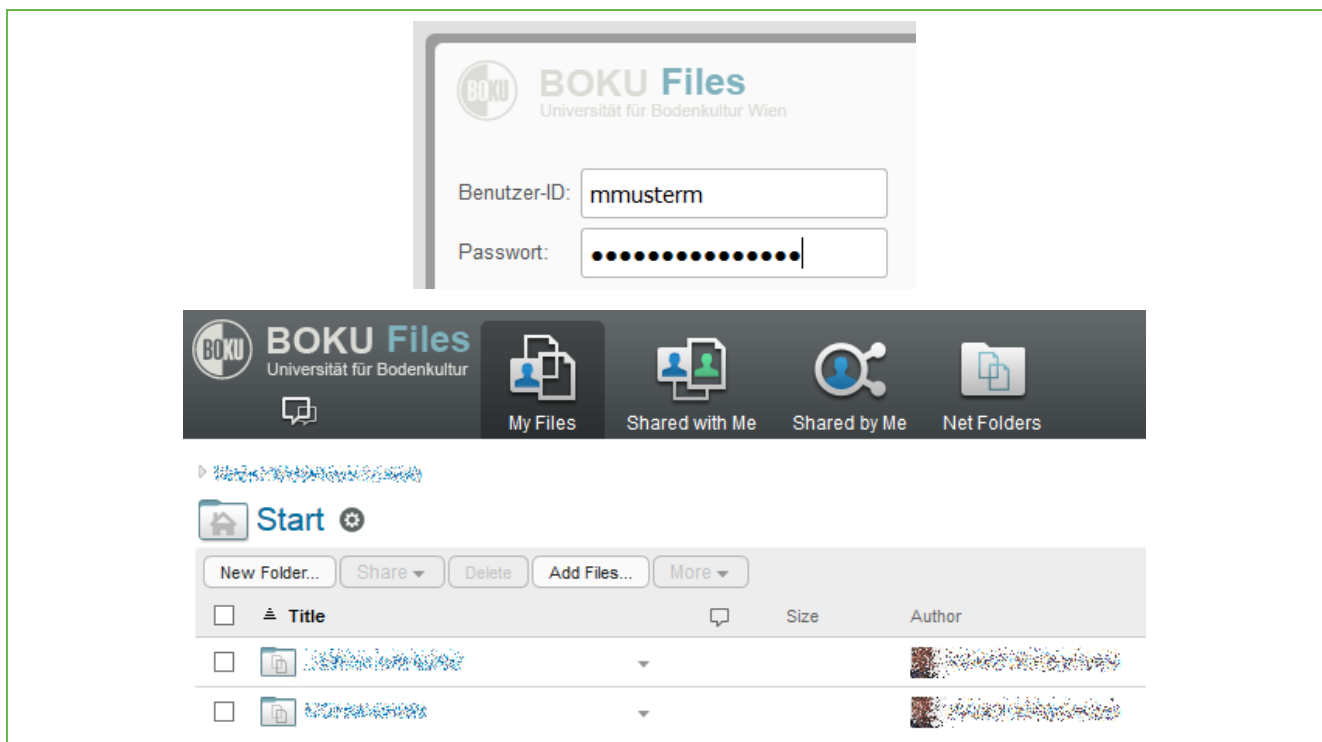 BOKU
BOKU Files
Universität für Bodenkultur Wien
Benutzer-ID: mmusterm
Passwort: ●●●●●●●●●●●●●●●
BOKU
BOKU Files
Universität für Bodenkultur
My Files Shared with Me Shared by Me Net Folders
Start
New Folder... Share Delete Add Files... More
Title Size Author